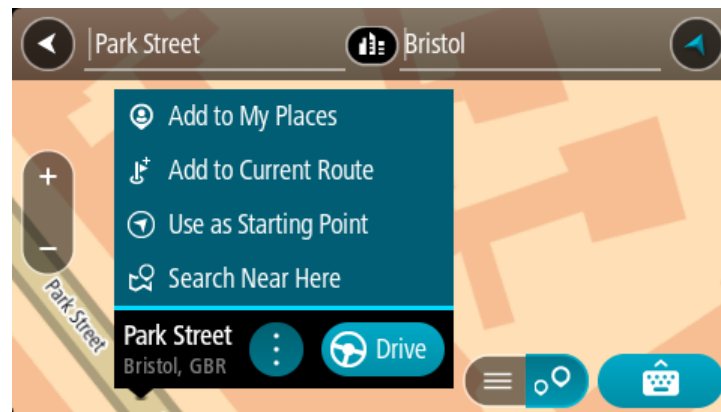 Park Street
Bristol
Add to My Places
Add to Current Route
Use as Starting Point
Search Near Here
Park Street
Park Street
Bristol, GBR
Drive